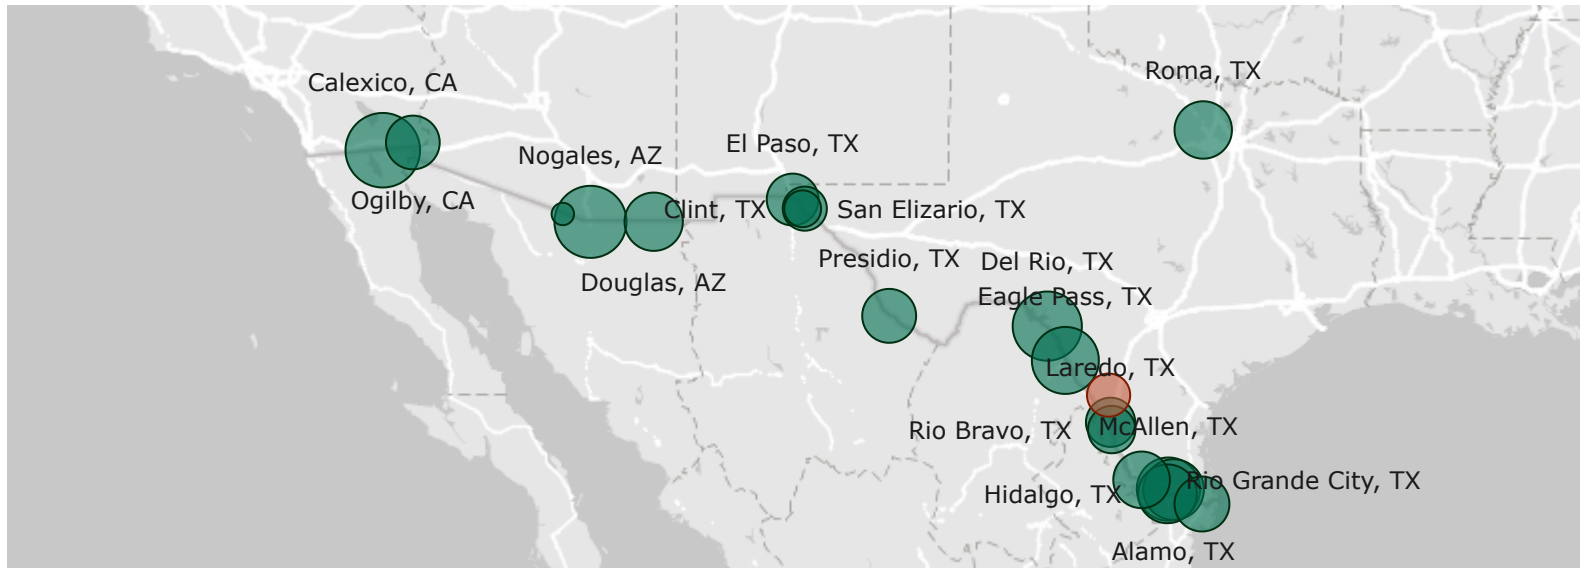 Roma, TX
Calexico, CA
El Paso, TX
Nogales, AZ
Ogilby, CA
Clint, TX
San Elizario, TX
Presidio, TX
Del Rio, TX
Douglas, AZ
Eagle Pass, TX
Laredo, TX
McAllen, TX
Rio Bravo, TX
Rio Grande City, TX
Hidalgo, TX
Alamo, TX